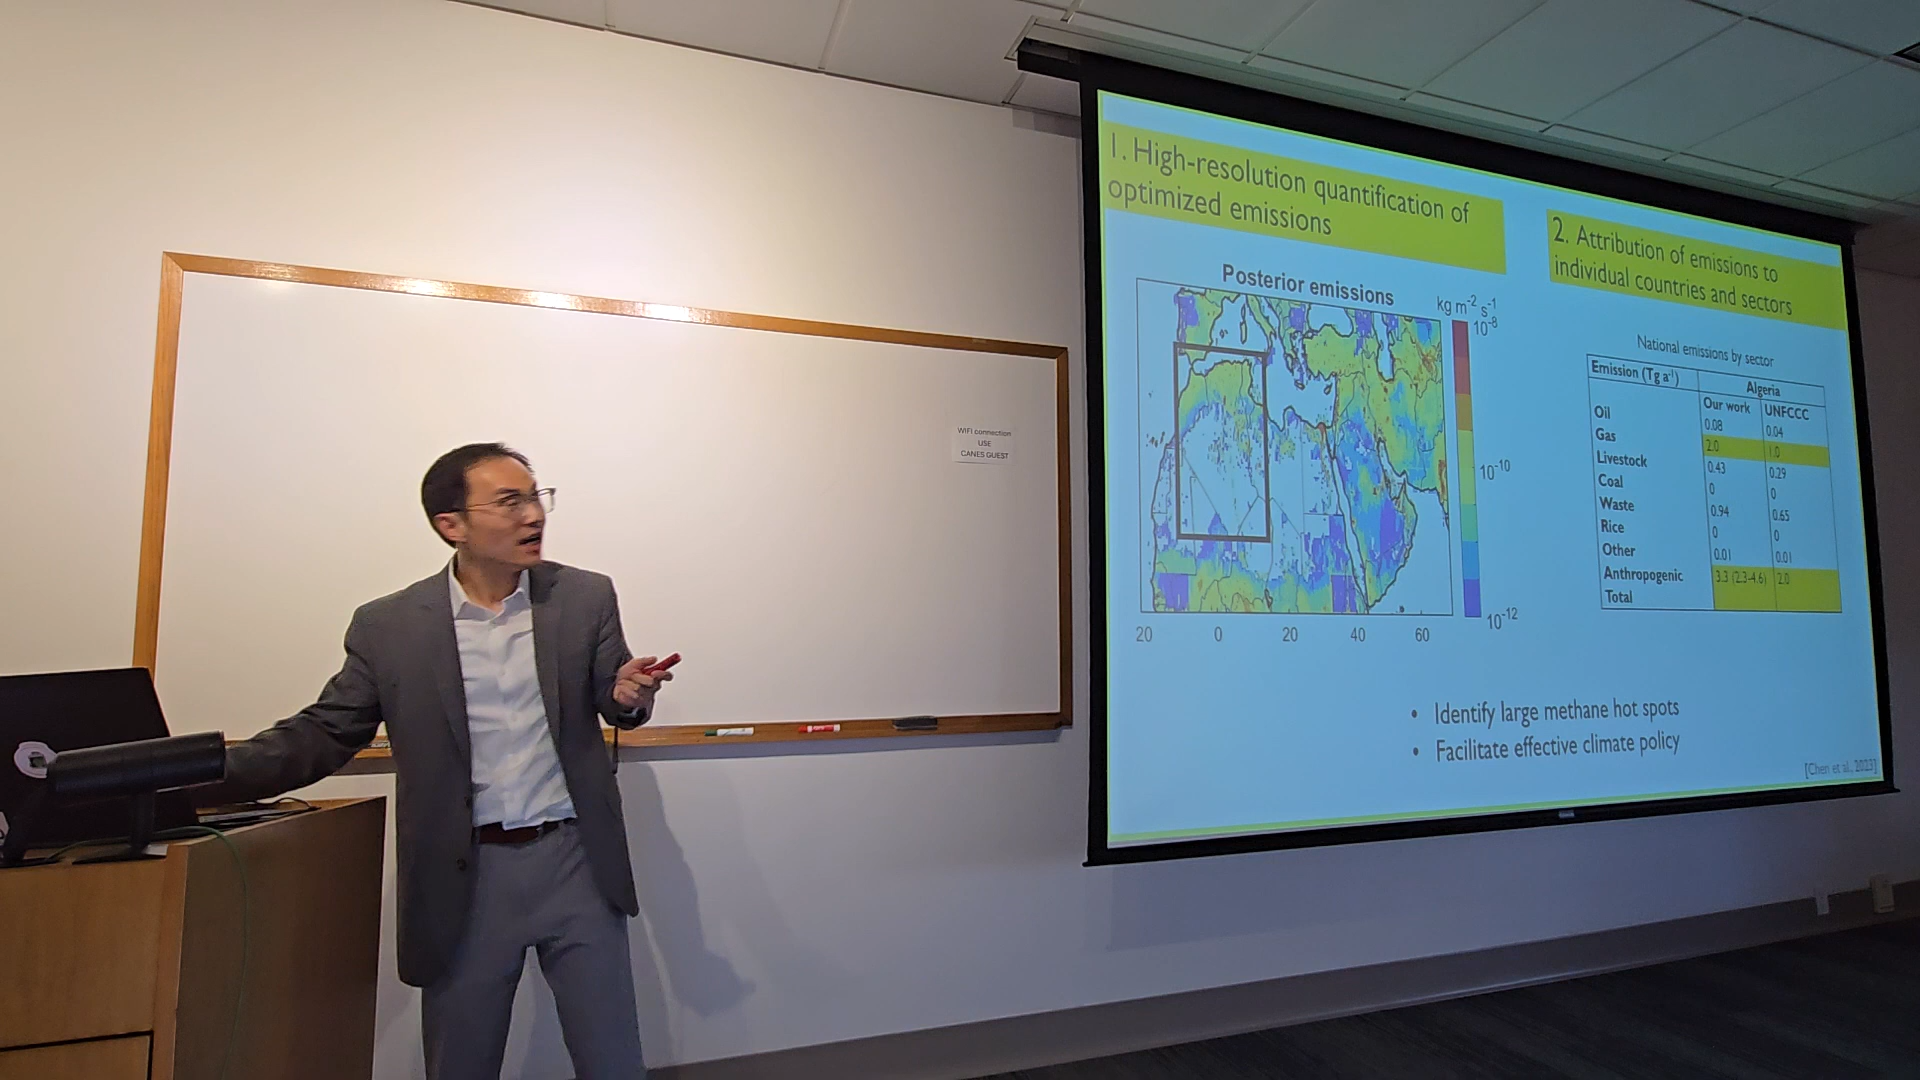 1. High-resolution quantification of
optimized emissions
2. Attribution of emissions to
individual countries and sectors
Posterior emissions
kg m⁻² s⁻¹
10⁻⁸
10⁻¹⁰
10⁻¹²
20 0 20 40 60
National emissions by sector
Emission (Tg a⁻¹) Algeria
Our work UNFCCC
Oil 0.08 0.04
Gas 2.0 1.0
Livestock 0.43 0.29
Coal 0 0
Waste 0.94 0.65
Rice 0 0
Other 0.01 0.01
Anthropogenic 3.3 (2.3-4.6) 2.0
Total
• Identify large methane hot spots
• Facilitate effective climate policy
[Chen et al., 2023]
WIFI connection
USE
CANES GUEST